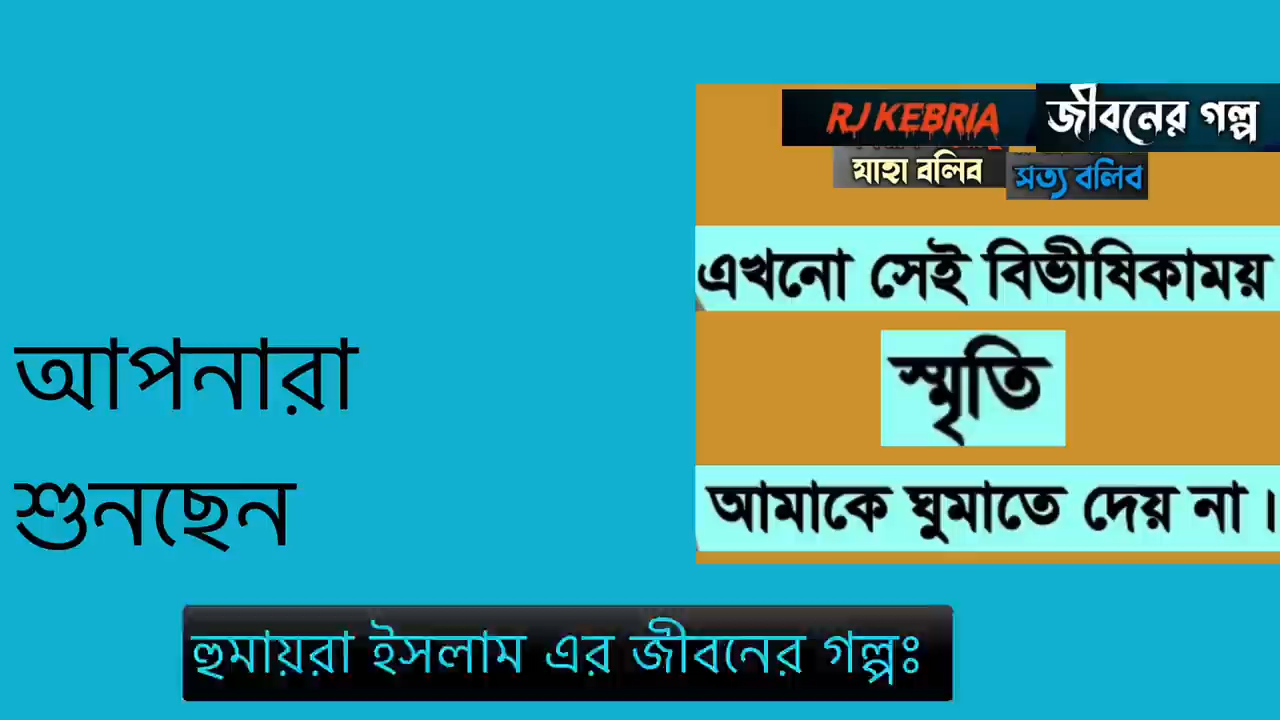 RJ KEBRIA জীবনের গল্প
যাহা বলিব সত্য বলিব
এখনো সেই বিভীষিকাময়
স্মৃতি
আমাকে ঘুমাতে দেয় না।
আপনারা
শুনছেন
হুমায়রা ইসলাম এর জীবনের গল্পঃ